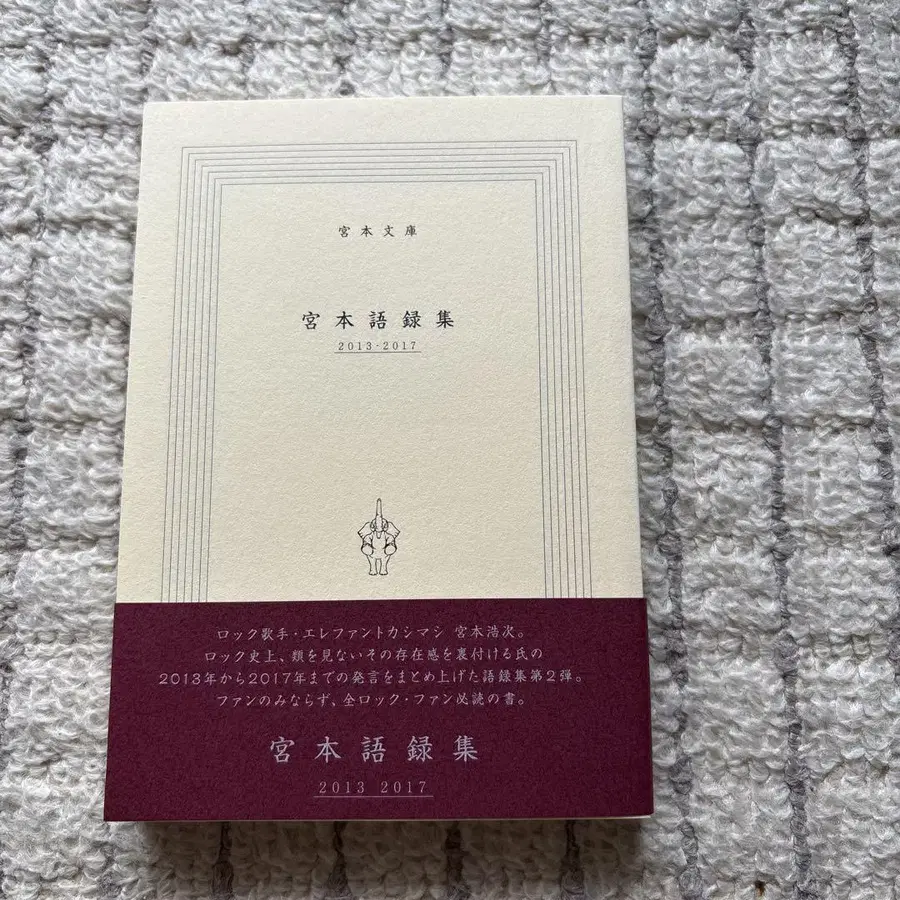 宮本文庫
宮本語録集
2013-2017
ロック歌手・エレファントカシマシ 宮本浩次。
ロック史上、類を見ないその存在感を裏付ける氏の
2013年から2017年までの発言をまとめ上げた語録集第2弾。
ファンのみならず、全ロック・ファン必読の書。
宮本語録集
2013 2017